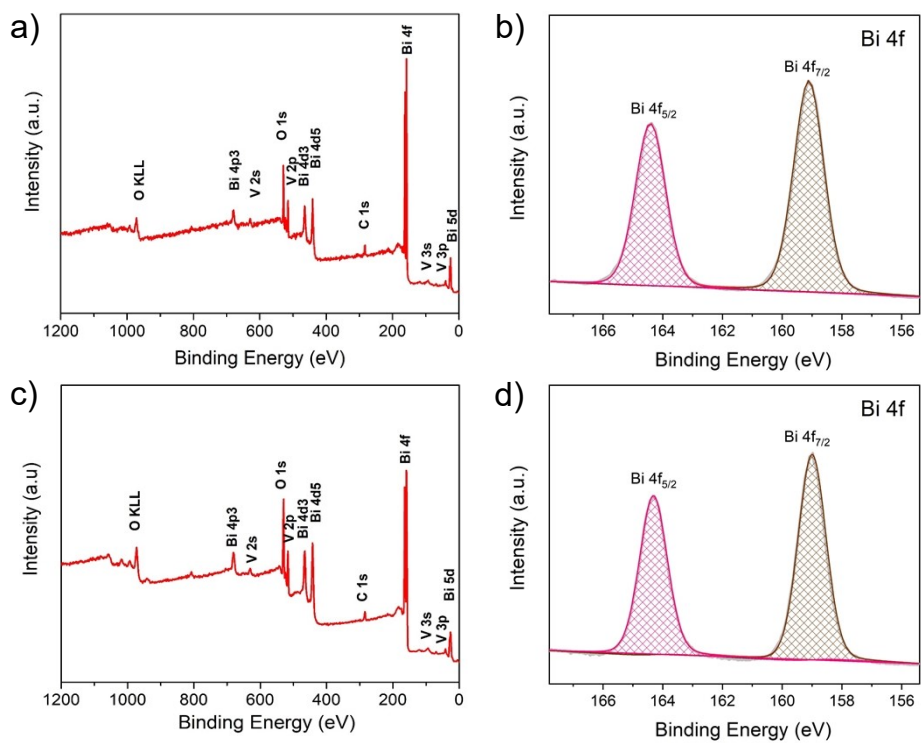 a)
Intensity (a.u.)
O KLL
Bi 4p3
V 2s
O 1s
V 2p
Bi 4d3
Bi 4d5
C 1s
Bi 4f
V 3s
V 3p
Bi 5d
1200 1000 800 600 400 200 0
Binding Energy (eV)
b)
Bi 4f
Intensity (a.u.)
Bi 4f5/2
Bi 4f7/2
166 164 162 160 158 156
Binding Energy (eV)
c)
Intensity (a.u)
O KLL
Bi 4p3
V 2s
O 1s
V 2p
Bi 4d3
Bi 4d5
C 1s
Bi 4f
V 3s
V 3p
Bi 5d
1200 1000 800 600 400 200 0
Binding Energy (eV)
d)
Bi 4f
Intensity (a.u.)
Bi 4f5/2
Bi 4f7/2
166 164 162 160 158 156
Binding Energy (eV)